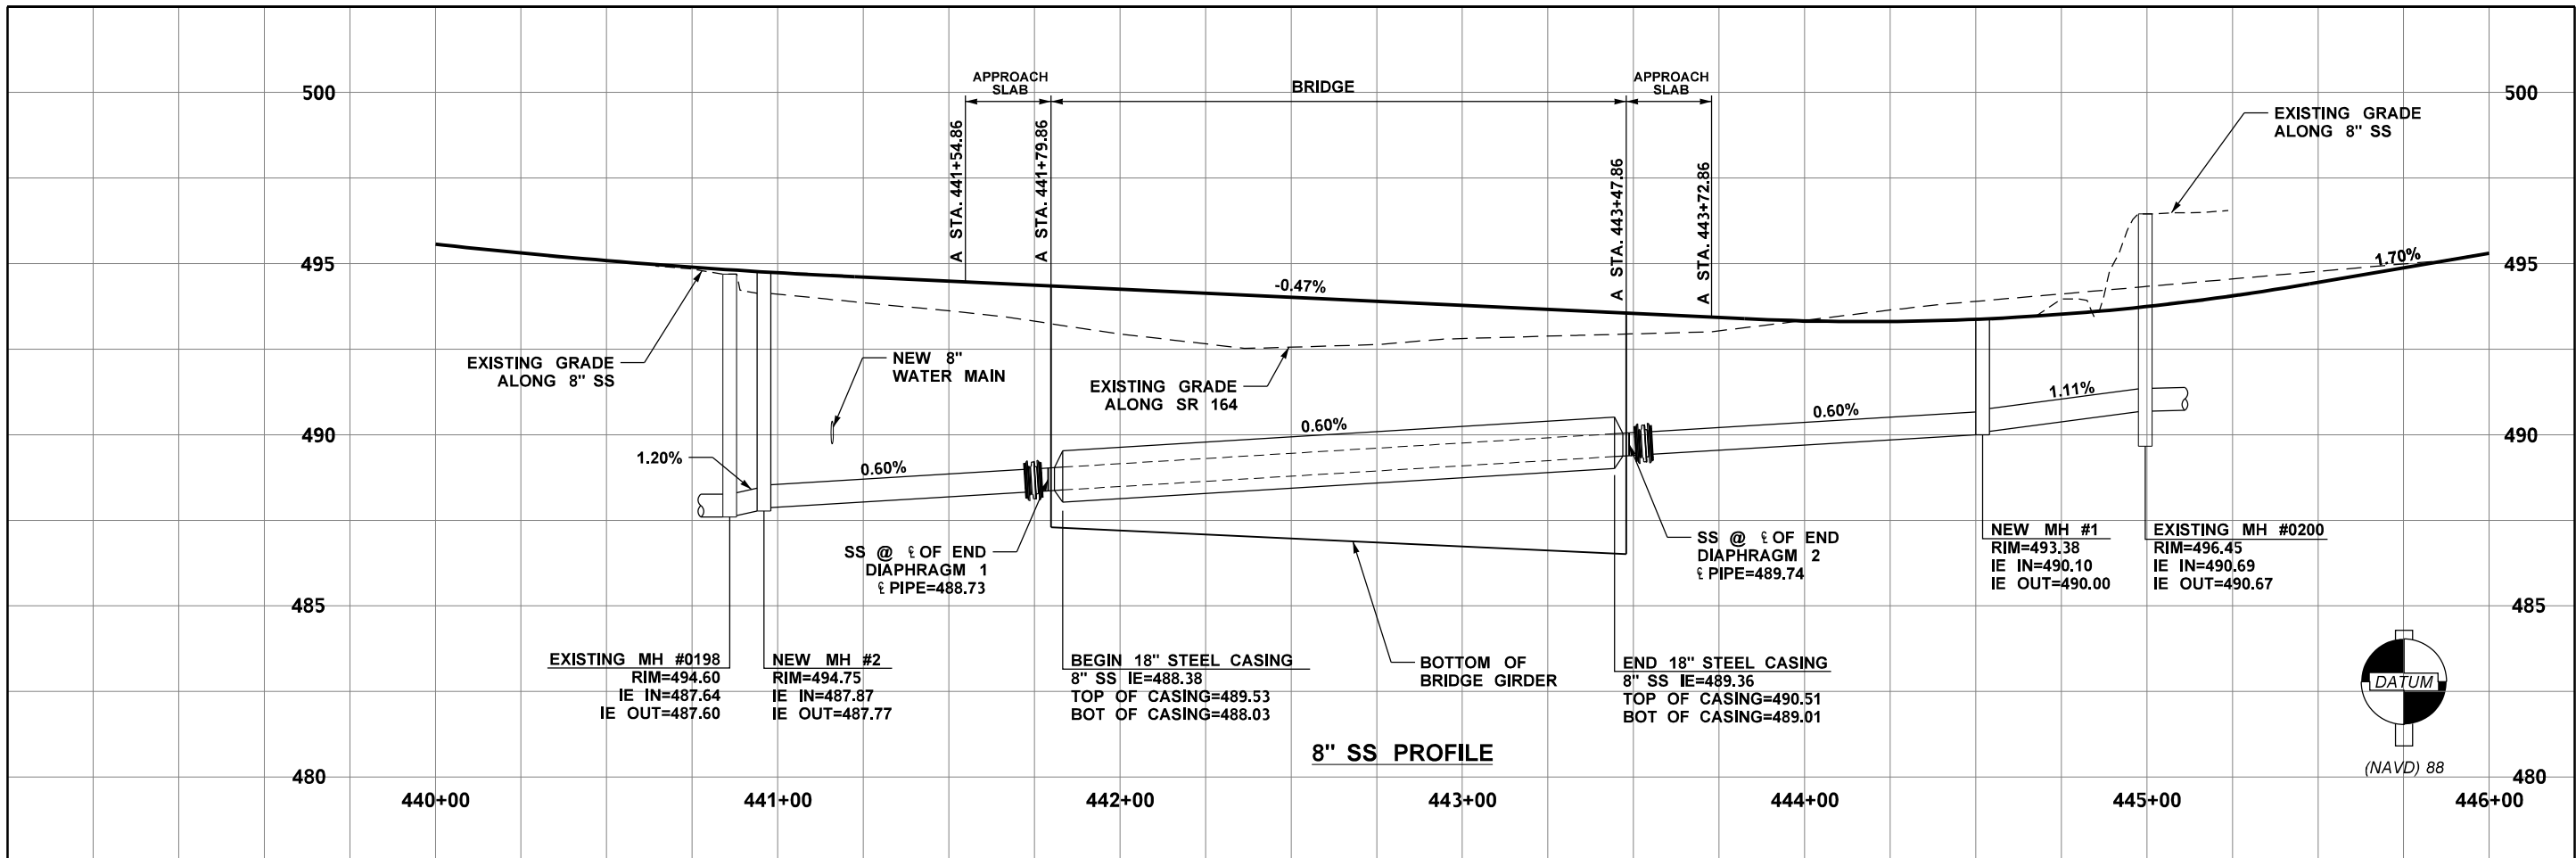 APPROACH
SLAB
BRIDGE
APPROACH
SLAB
500
500
A STA. 441+54.86
A STA. 441+79.86
A STA. 443+47.86
A STA. 443+72.86
EXISTING GRADE
ALONG 8" SS
495
495
-0.47%
1.70%
EXISTING GRADE
ALONG 8" SS
NEW 8"
WATER MAIN
EXISTING GRADE
ALONG SR 164
490
490
1.20%
0.60%
0.60%
0.60%
1.11%
SS @ ℄ OF END
DIAPHRAGM 1
℄ PIPE=488.73
SS @ ℄ OF END
DIAPHRAGM 2
℄ PIPE=489.74
NEW MH #1
RIM=493.38
IE IN=490.10
IE OUT=490.00
EXISTING MH #0200
RIM=496.45
IE IN=490.69
IE OUT=490.67
485
485
EXISTING MH #0198
RIM=494.60
IE IN=487.64
IE OUT=487.60
NEW MH #2
RIM=494.75
IE IN=487.87
IE OUT=487.77
BEGIN 18" STEEL CASING
8" SS IE=488.38
TOP OF CASING=489.53
BOT OF CASING=488.03
BOTTOM OF
BRIDGE GIRDER
END 18" STEEL CASING
8" SS IE=489.36
TOP OF CASING=490.51
BOT OF CASING=489.01
DATUM
(NAVD) 88
8" SS PROFILE
480
480
440+00
441+00
442+00
443+00
444+00
445+00
446+00